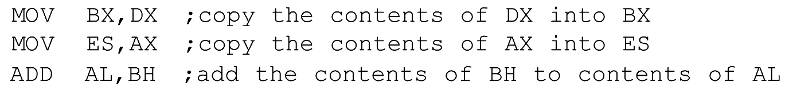 MOV  BX,DX  ;copy the contents of DX into BX
MOV  ES,AX  ;copy the contents of AX into ES
ADD  AL,BH  ;add the contents of BH to contents of AL